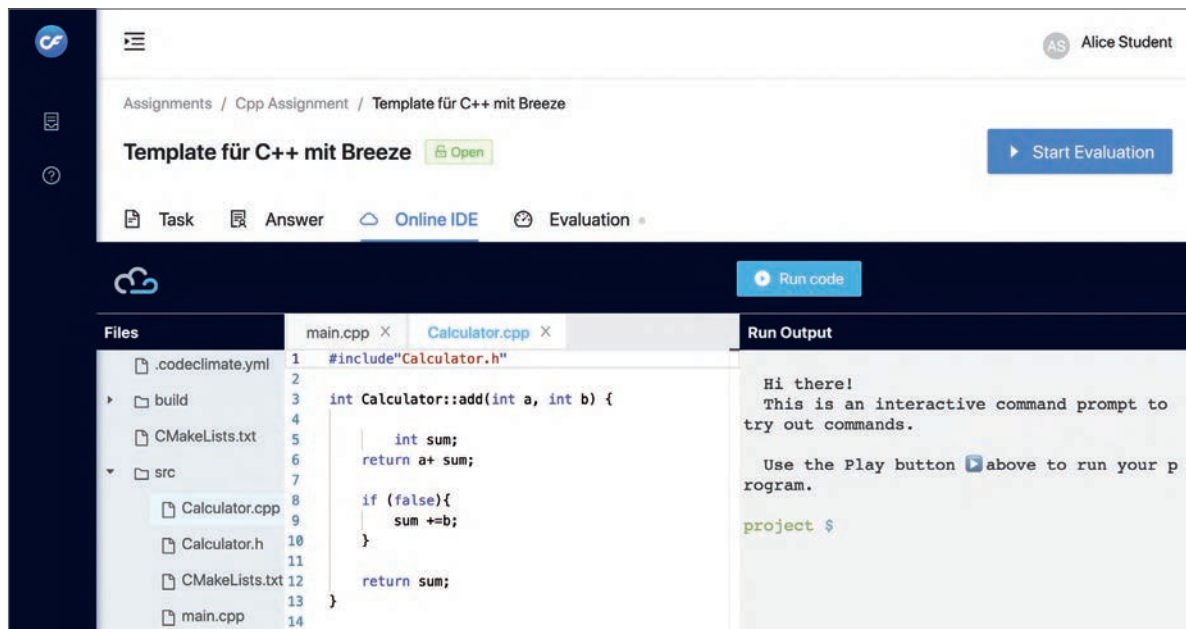 AS Alice Student
Assignments / Cpp Assignment / Template für C++ mit Breeze
Template für C++ mit Breeze Open
Start Evaluation
Task Answer Online IDE Evaluation
Run code
Files
.codeclimate.yml
build
CMakeLists.txt
src
Calculator.cpp
Calculator.h
CMakeLists.txt
main.cpp
main.cpp × Calculator.cpp ×
1 #include"Calculator.h"
2
3 int Calculator::add(int a, int b) {
4
5 int sum;
6 return a+ sum;
7
8 if (false){
9 sum +=b;
10 }
11
12 return sum;
13 }
14
Run Output
Hi there!
This is an interactive command prompt to
try out commands.
Use the Play button above to run your p
rogram.
project $